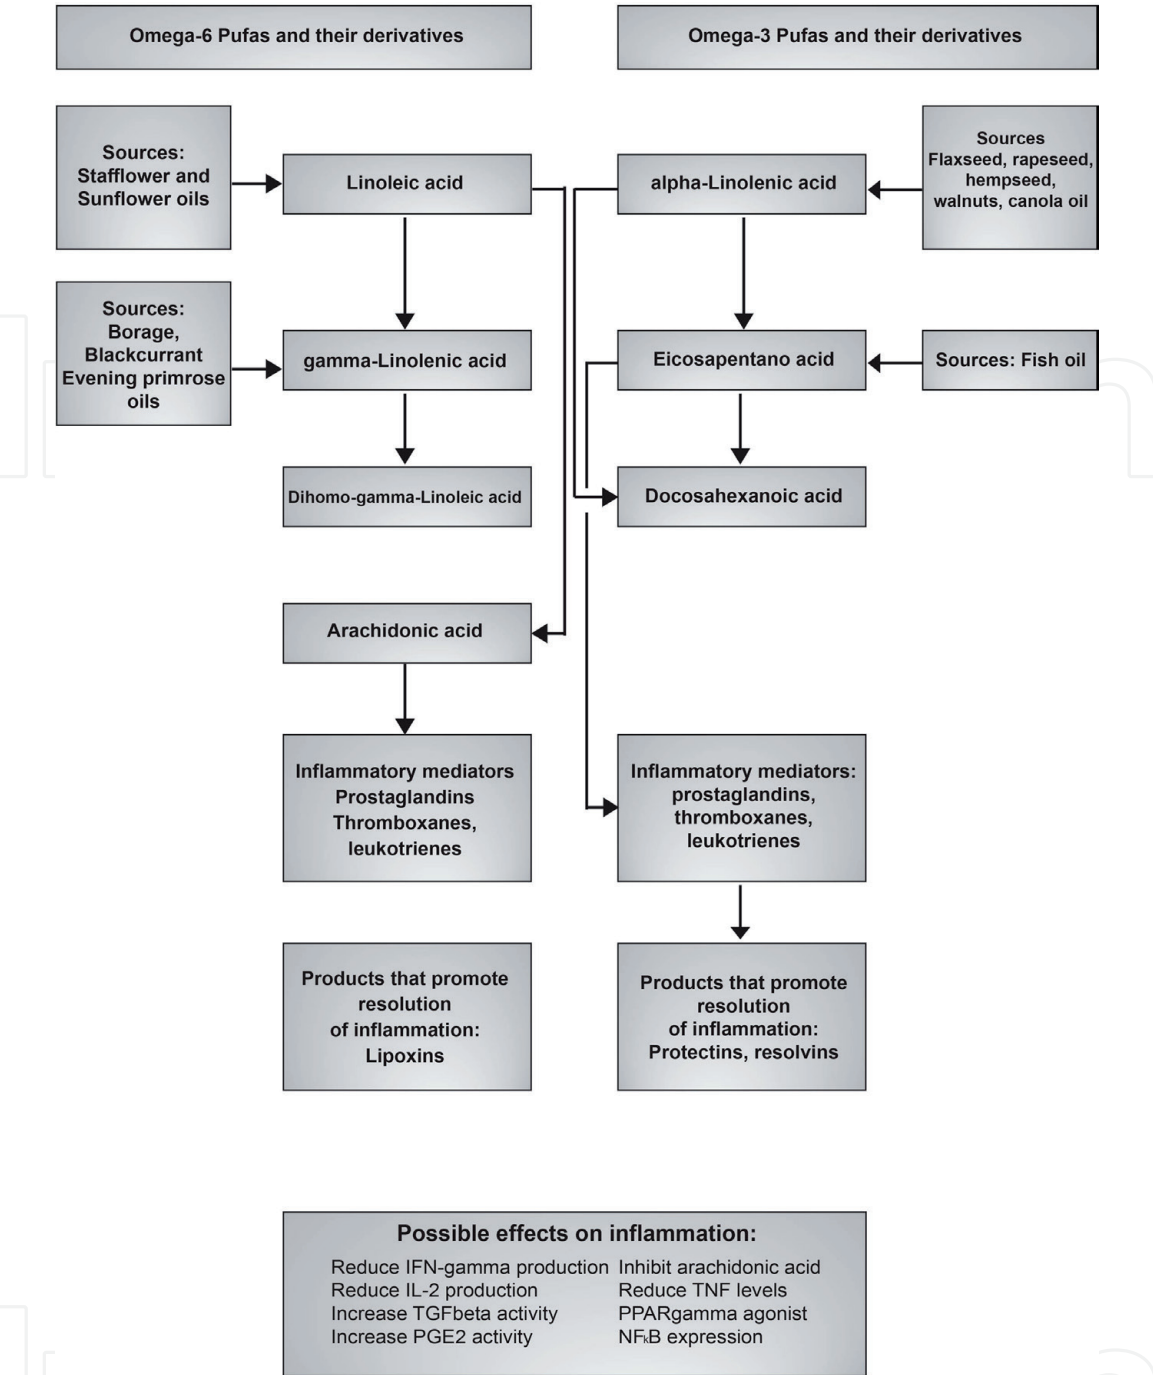 Omega-6 Pufas and their derivatives
Omega-3 Pufas and their derivatives
Sources:
Stafflower and
Sunflower oils
Linoleic acid
alpha-Linolenic acid
Sources
Flaxseed, rapeseed,
hempseed,
walnuts, canola oil
Sources:
Borage,
Blackcurrant
Evening primrose
oils
gamma-Linolenic acid
Eicosapentano acid
Sources: Fish oil
Dihomo-gamma-Linoleic acid
Docosahexanoic acid
Arachidonic acid
Inflammatory mediators
Prostaglandins
Thromboxanes,
leukotrienes
Inflammatory mediators:
prostaglandins,
thromboxanes,
leukotrienes
Products that promote
resolution
of inflammation:
Lipoxins
Products that promote
resolution
of inflammation:
Protectins, resolvins
Possible effects on inflammation:
Reduce IFN-gamma production
Reduce IL-2 production
Increase TGFbeta activity
Increase PGE2 activity
Inhibit arachidonic acid
Reduce TNF levels
PPARgamma agonist
NFκB expression